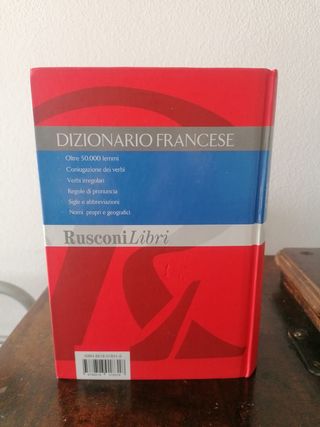 DIZIONARIO FRANCESE
Oltre 50.000 lemmi
Coniugazione dei verbi
Verbi irregolari
Regole di pronuncia
Sigle e abbreviazioni
Nomi propri e geografici
RusconiLibri